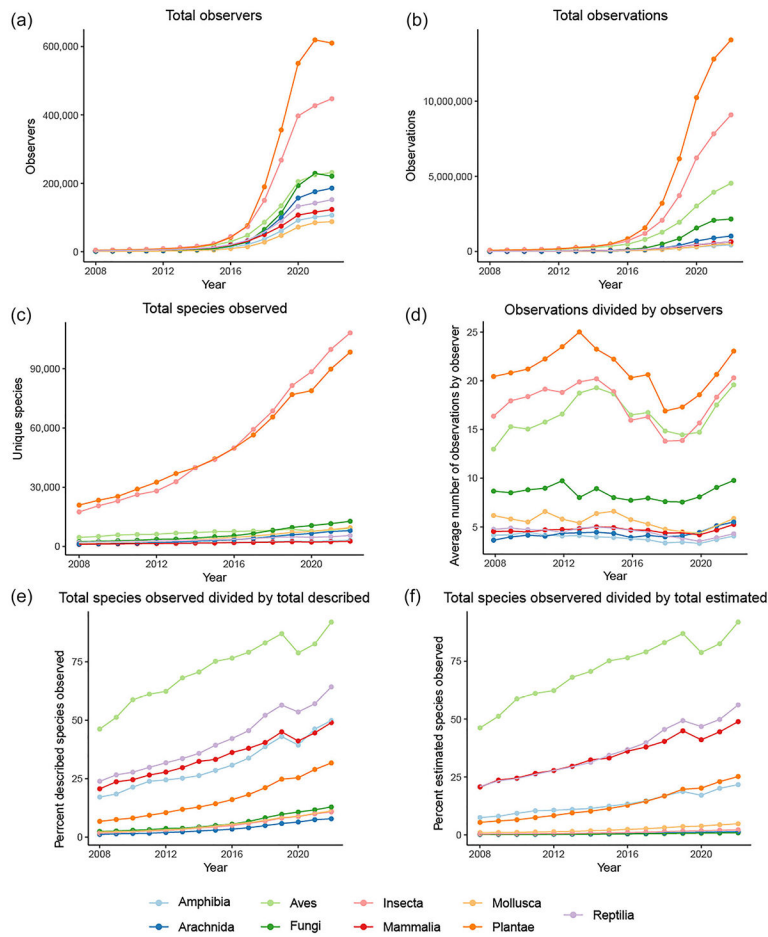 (a)
Total observers
600,000
400,000
200,000
0
Observers
2008
2012
2016
2020
Year
(b)
Total observations
10,000,000
5,000,000
0
Observations
2008
2012
2016
2020
Year
(c)
Total species observed
90,000
60,000
30,000
0
Unique species
2008
2012
2016
2020
Year
(d)
Observations divided by observers
25
20
15
10
5
Average number of observations by observer
2008
2012
2016
2020
Year
(e)
Total species observed divided by total described
75
50
25
0
Perrcent described species observed
2008
2012
2016
2020
Year
(f)
Total species observered divided by total estimated
75
50
25
0
Percent estimated species observed
2008
2012
2016
2020
Year
Amphibia
Aves
Insecta
Mollusca
Reptilia
Arachnida
Fungi
Mammalia
Plantae